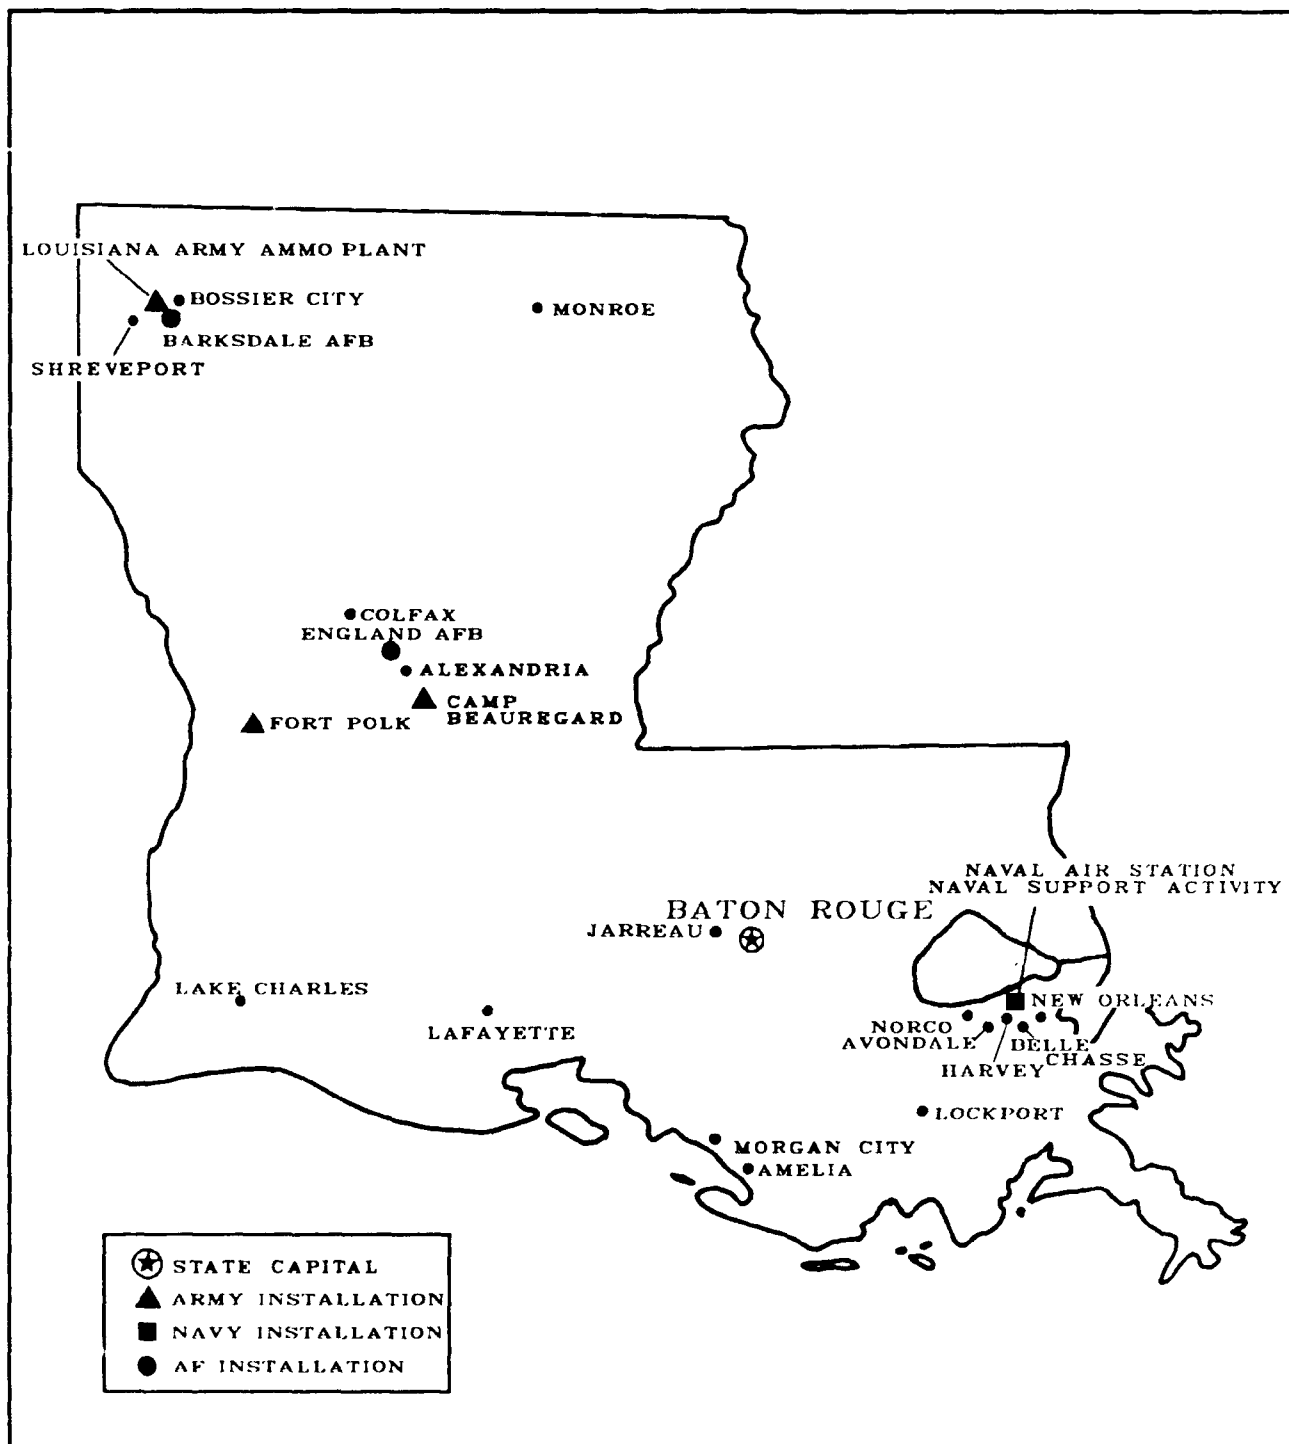 LOUISIANA ARMY AMMO PLANT
BOSSIER CITY
MONROE
BARKSDALE AFB
SHREVEPORT
COLFAX
ENGLAND AFB
ALEXANDRIA
CAMP
BEAUREGARD
FORT POLK
NAVAL AIR STATION
NAVAL SUPPORT ACTIVITY
BATON ROUGE
JARREAU
LAKE CHARLES
LAFAYETTE
NEW ORLEANS
NORCO
AVONDALE
BELLE
CHASSE
HARVEY
LOCKPORT
MORGAN CITY
AMELIA
STATE CAPITAL
ARMY INSTALLATION
NAVY INSTALLATION
AF INSTALLATION